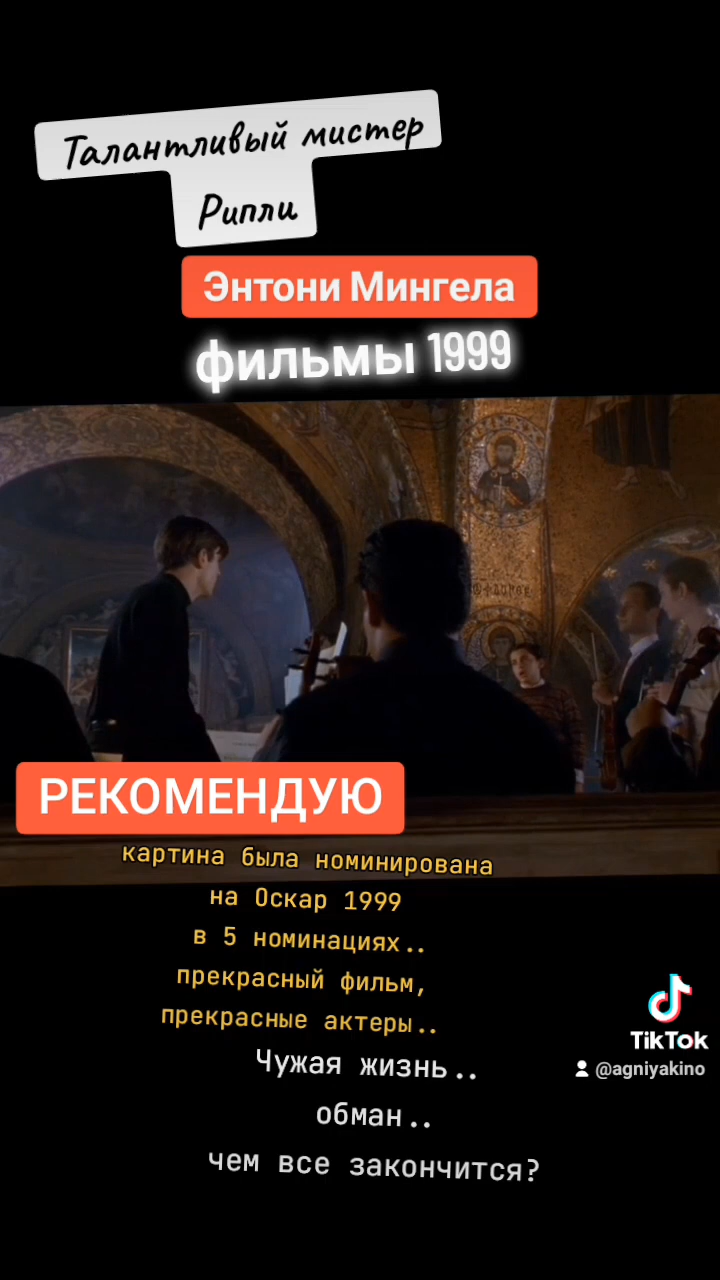 Талантливый мистер
Рипли
Энтони Мингела
фильмы 1999
РЕКОМЕНДУЮ
картина была номинирована
на Оскар 1999
в 5 номинациях..
прекрасный фильм,
прекрасные актеры..
Чужая жизнь..
обман..
чем все закончится?
TikTok
@agniyakino